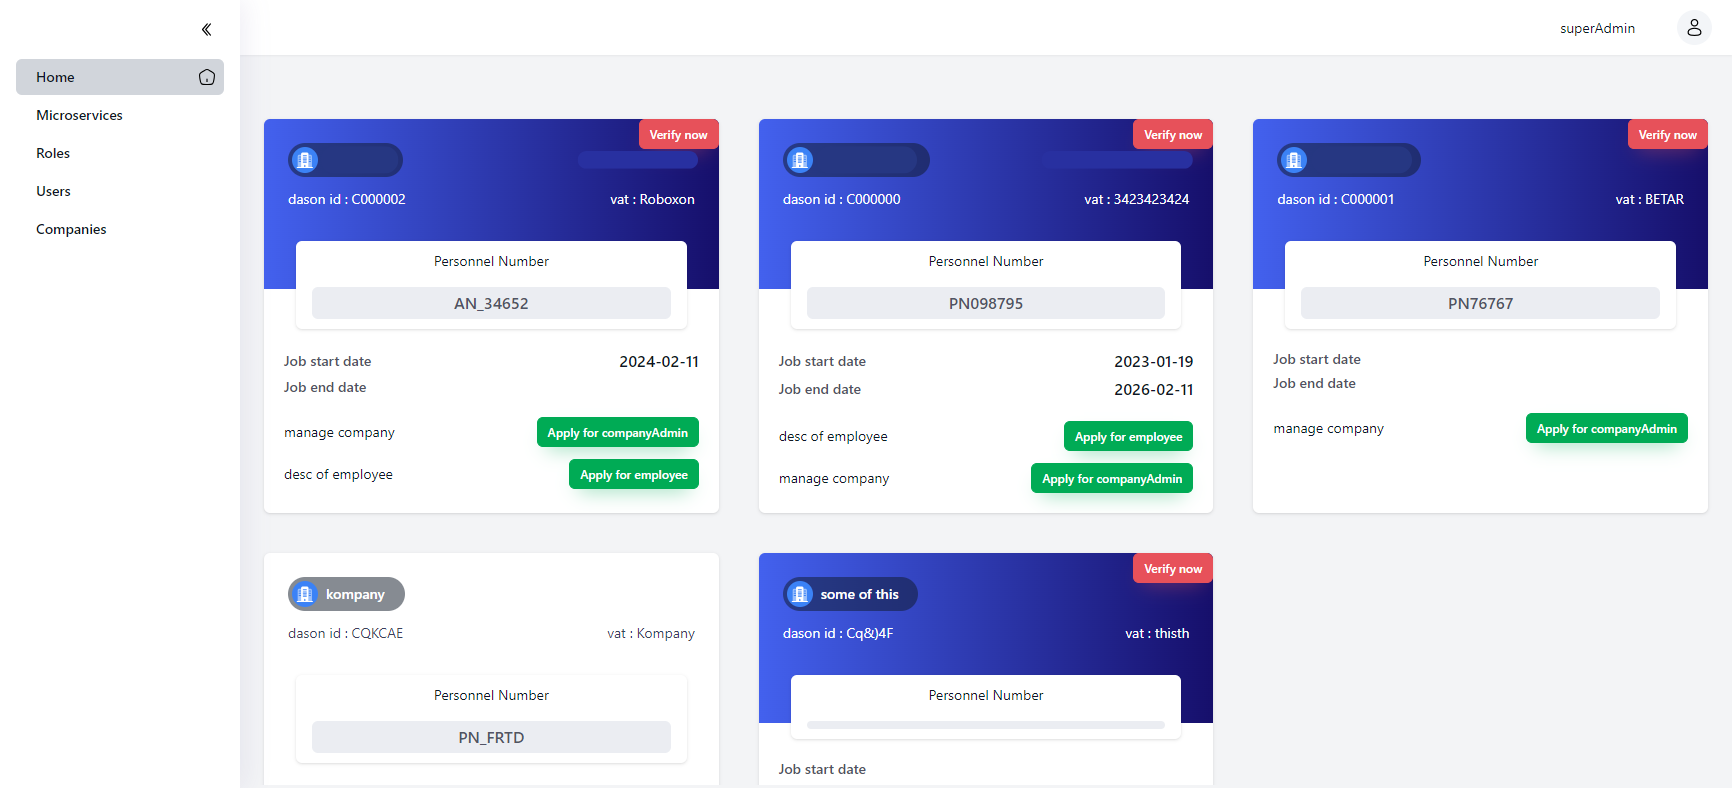 superAdmin
Home
Microservices
Roles
Users
Companies
Verify now
dason id : C000002
vat : Roboxon
Personnel Number
AN_34652
Job start date
2024-02-11
Job end date
manage company
Apply for companyAdmin
desc of employee
Apply for employee
Verify now
dason id : C000000
vat : 3423423424
Personnel Number
PN098795
Job start date
2023-01-19
Job end date
2026-02-11
desc of employee
Apply for employee
manage company
Apply for companyAdmin
Verify now
dason id : C000001
vat : BETAR
Personnel Number
PN76767
Job start date
Job end date
manage company
Apply for companyAdmin
kompany
dason id : CQKCAE
vat : Kompany
Personnel Number
PN_FRTD
Verify now
some of this
dason id : Cq&)4F
vat : thisth
Personnel Number
Job start date